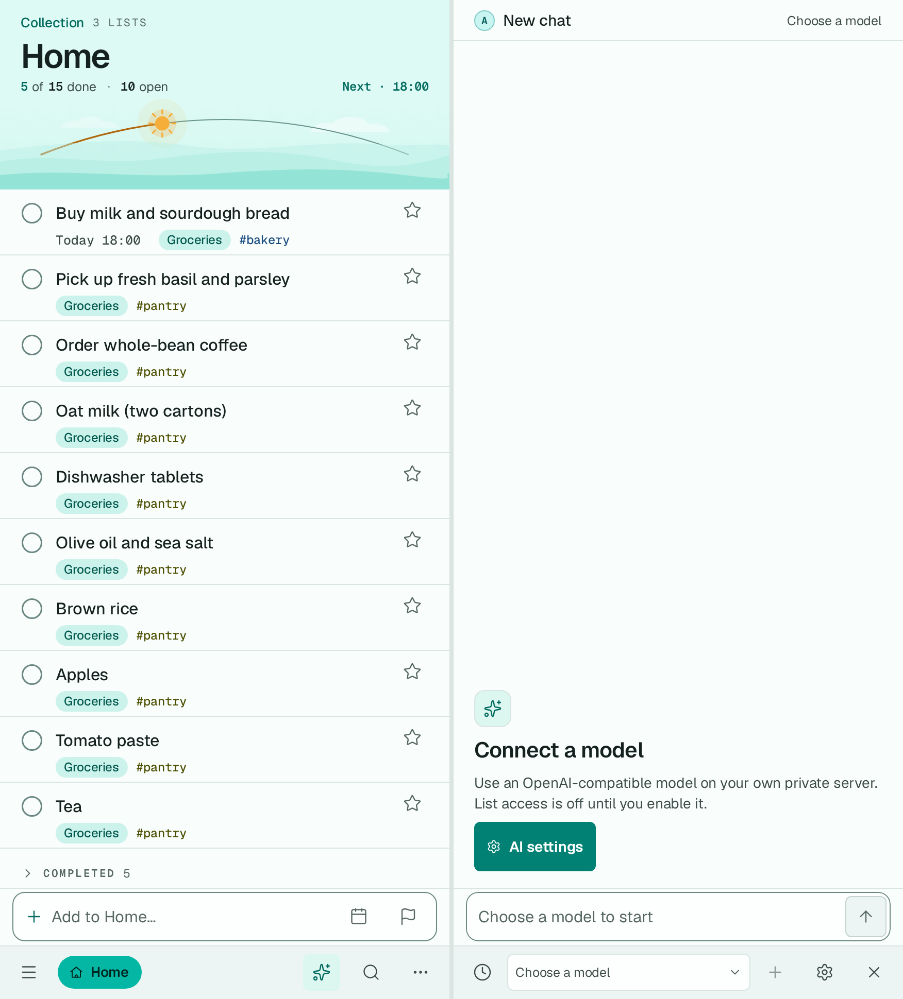 Collection 3 LISTS
Home
5 of 15 done · 10 open
Next · 18:00
Buy milk and sourdough bread
Today 18:00 Groceries #bakery
Pick up fresh basil and parsley
Groceries #pantry
Order whole-bean coffee
Groceries #pantry
Oat milk (two cartons)
Groceries #pantry
Dishwasher tablets
Groceries #pantry
Olive oil and sea salt
Groceries #pantry
Brown rice
Groceries #pantry
Apples
Groceries #pantry
Tomato paste
Groceries #pantry
Tea
Groceries #pantry
COMPLETED 5
Add to Home...
Home
A New chat
Choose a model
Connect a model
Use an OpenAI-compatible model on your own private server.
List access is off until you enable it.
AI settings
Choose a model to start
Choose a model